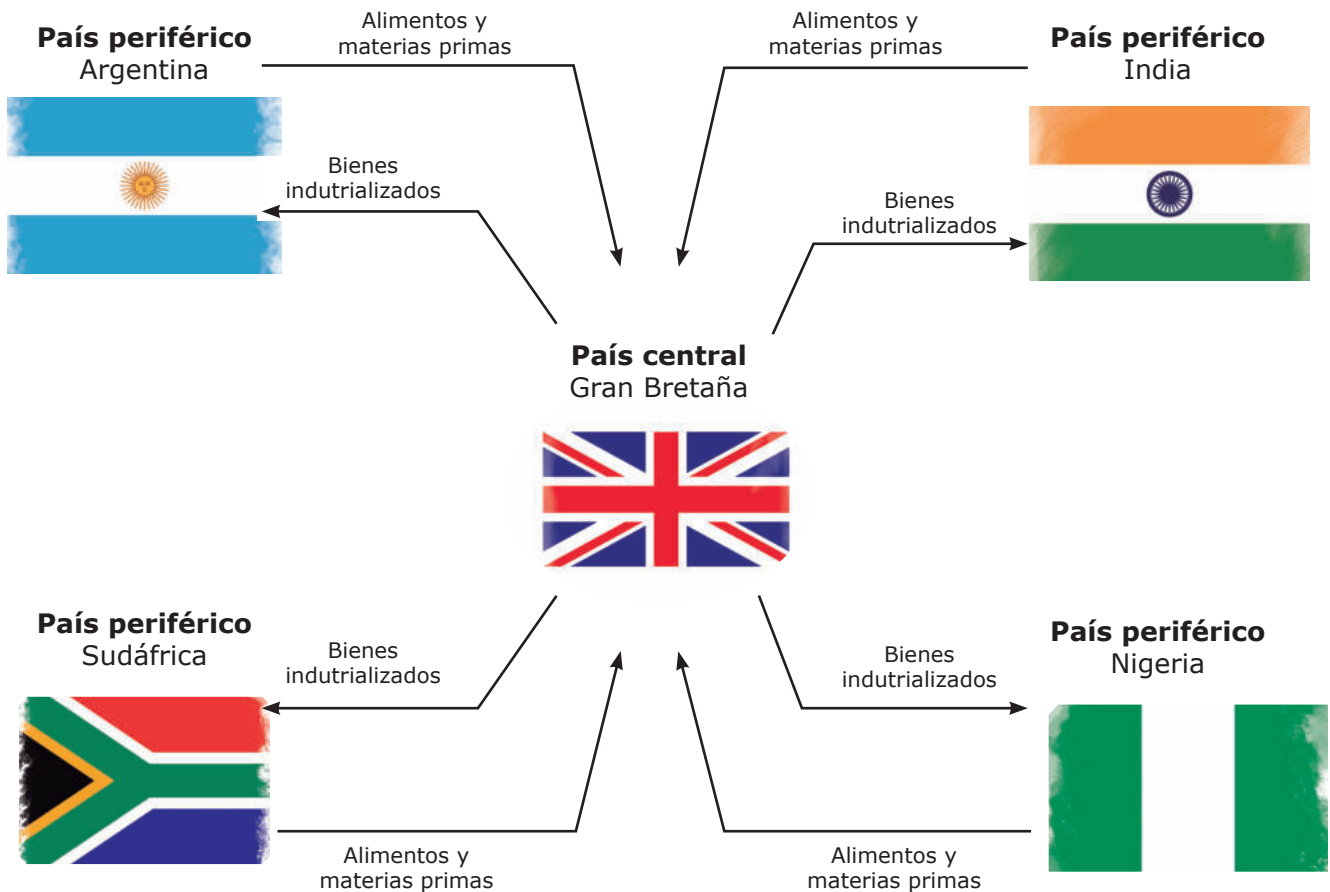 País periférico
Argentina
Alimentos y
materias primas
Alimentos y
materias primas
País periférico
India
Bienes
indutrializados
Bienes
indutrializados
País central
Gran Bretaña
País periférico
Sudáfrica
Bienes
indutrializados
Bienes
indutrializados
País periférico
Nigeria
Alimentos y
materias primas
Alimentos y
materias primas